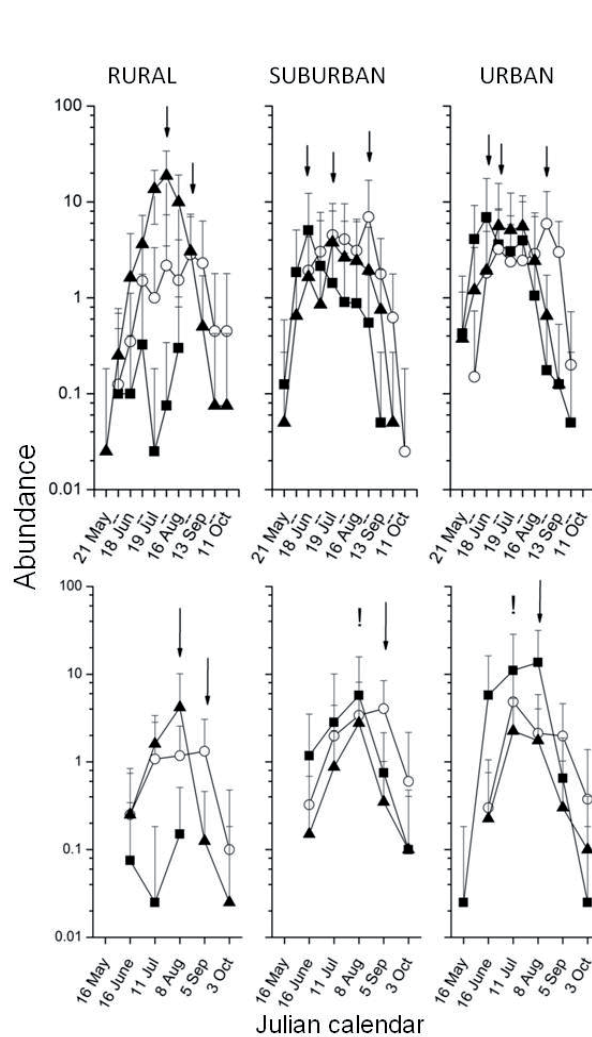 RURAL SUBURBAN URBAN
100
10
1
0.1
0.01
21 May 18 Jun 19 Jul 16 Aug 13 Sep 11 Oct
21 May 18 Jun 19 Jul 16 Aug 13 Sep 11 Oct
21 May 18 Jun 19 Jul 16 Aug 13 Sep 11 Oct
Abundance
! !
100
10
1
0.1
0.01
16 May 16 June 11 Jul 8 Aug 5 Sep 3 Oct
16 May 16 June 11 Jul 8 Aug 5 Sep 3 Oct
16 May 16 June 11 Jul 8 Aug 5 Sep 3 Oct
Julian calendar